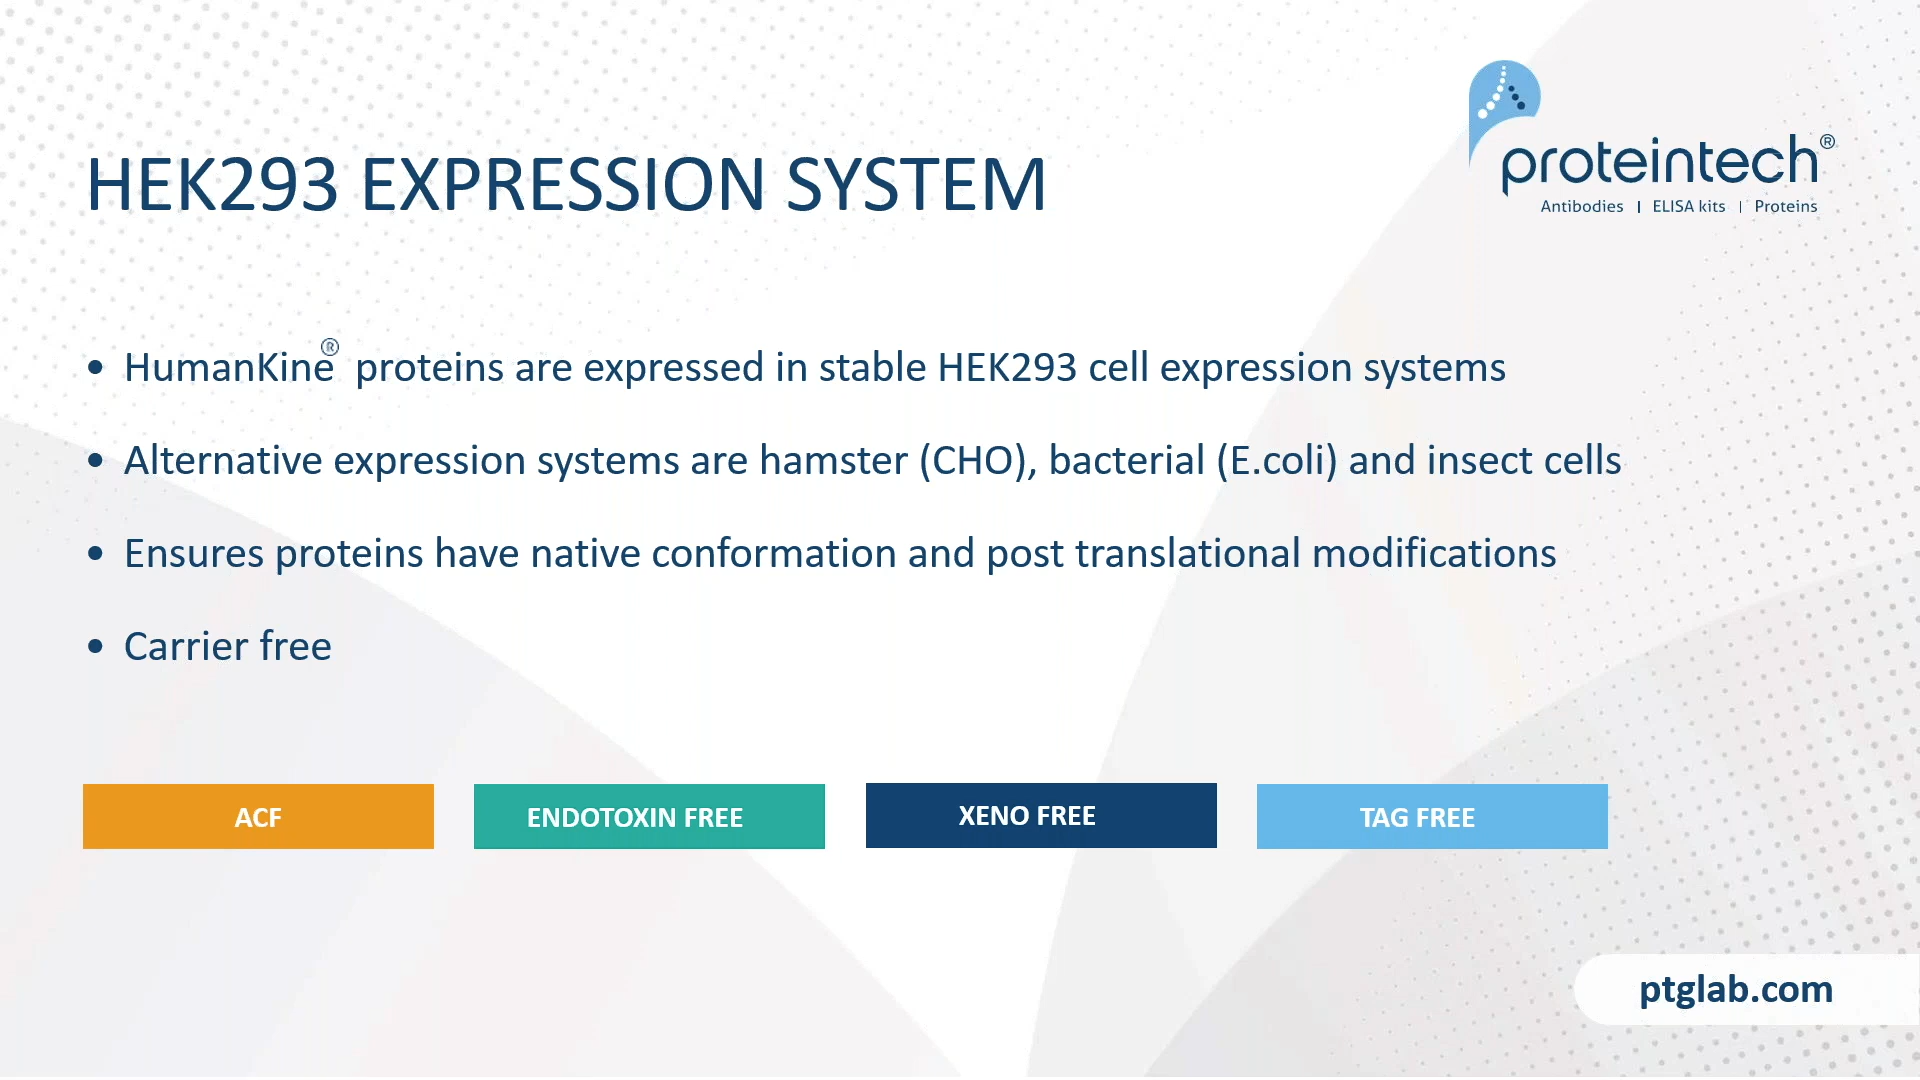 proteintech®
Antibodies | ELISA kits | Proteins
HEK293 EXPRESSION SYSTEM
• HumanKine® proteins are expressed in stable HEK293 cell expression systems
• Alternative expression systems are hamster (CHO), bacterial (E.coli) and insect cells
• Ensures proteins have native conformation and post translational modifications
• Carrier free
ACF
ENDOTOXIN FREE
XENO FREE
TAG FREE
ptglab.com